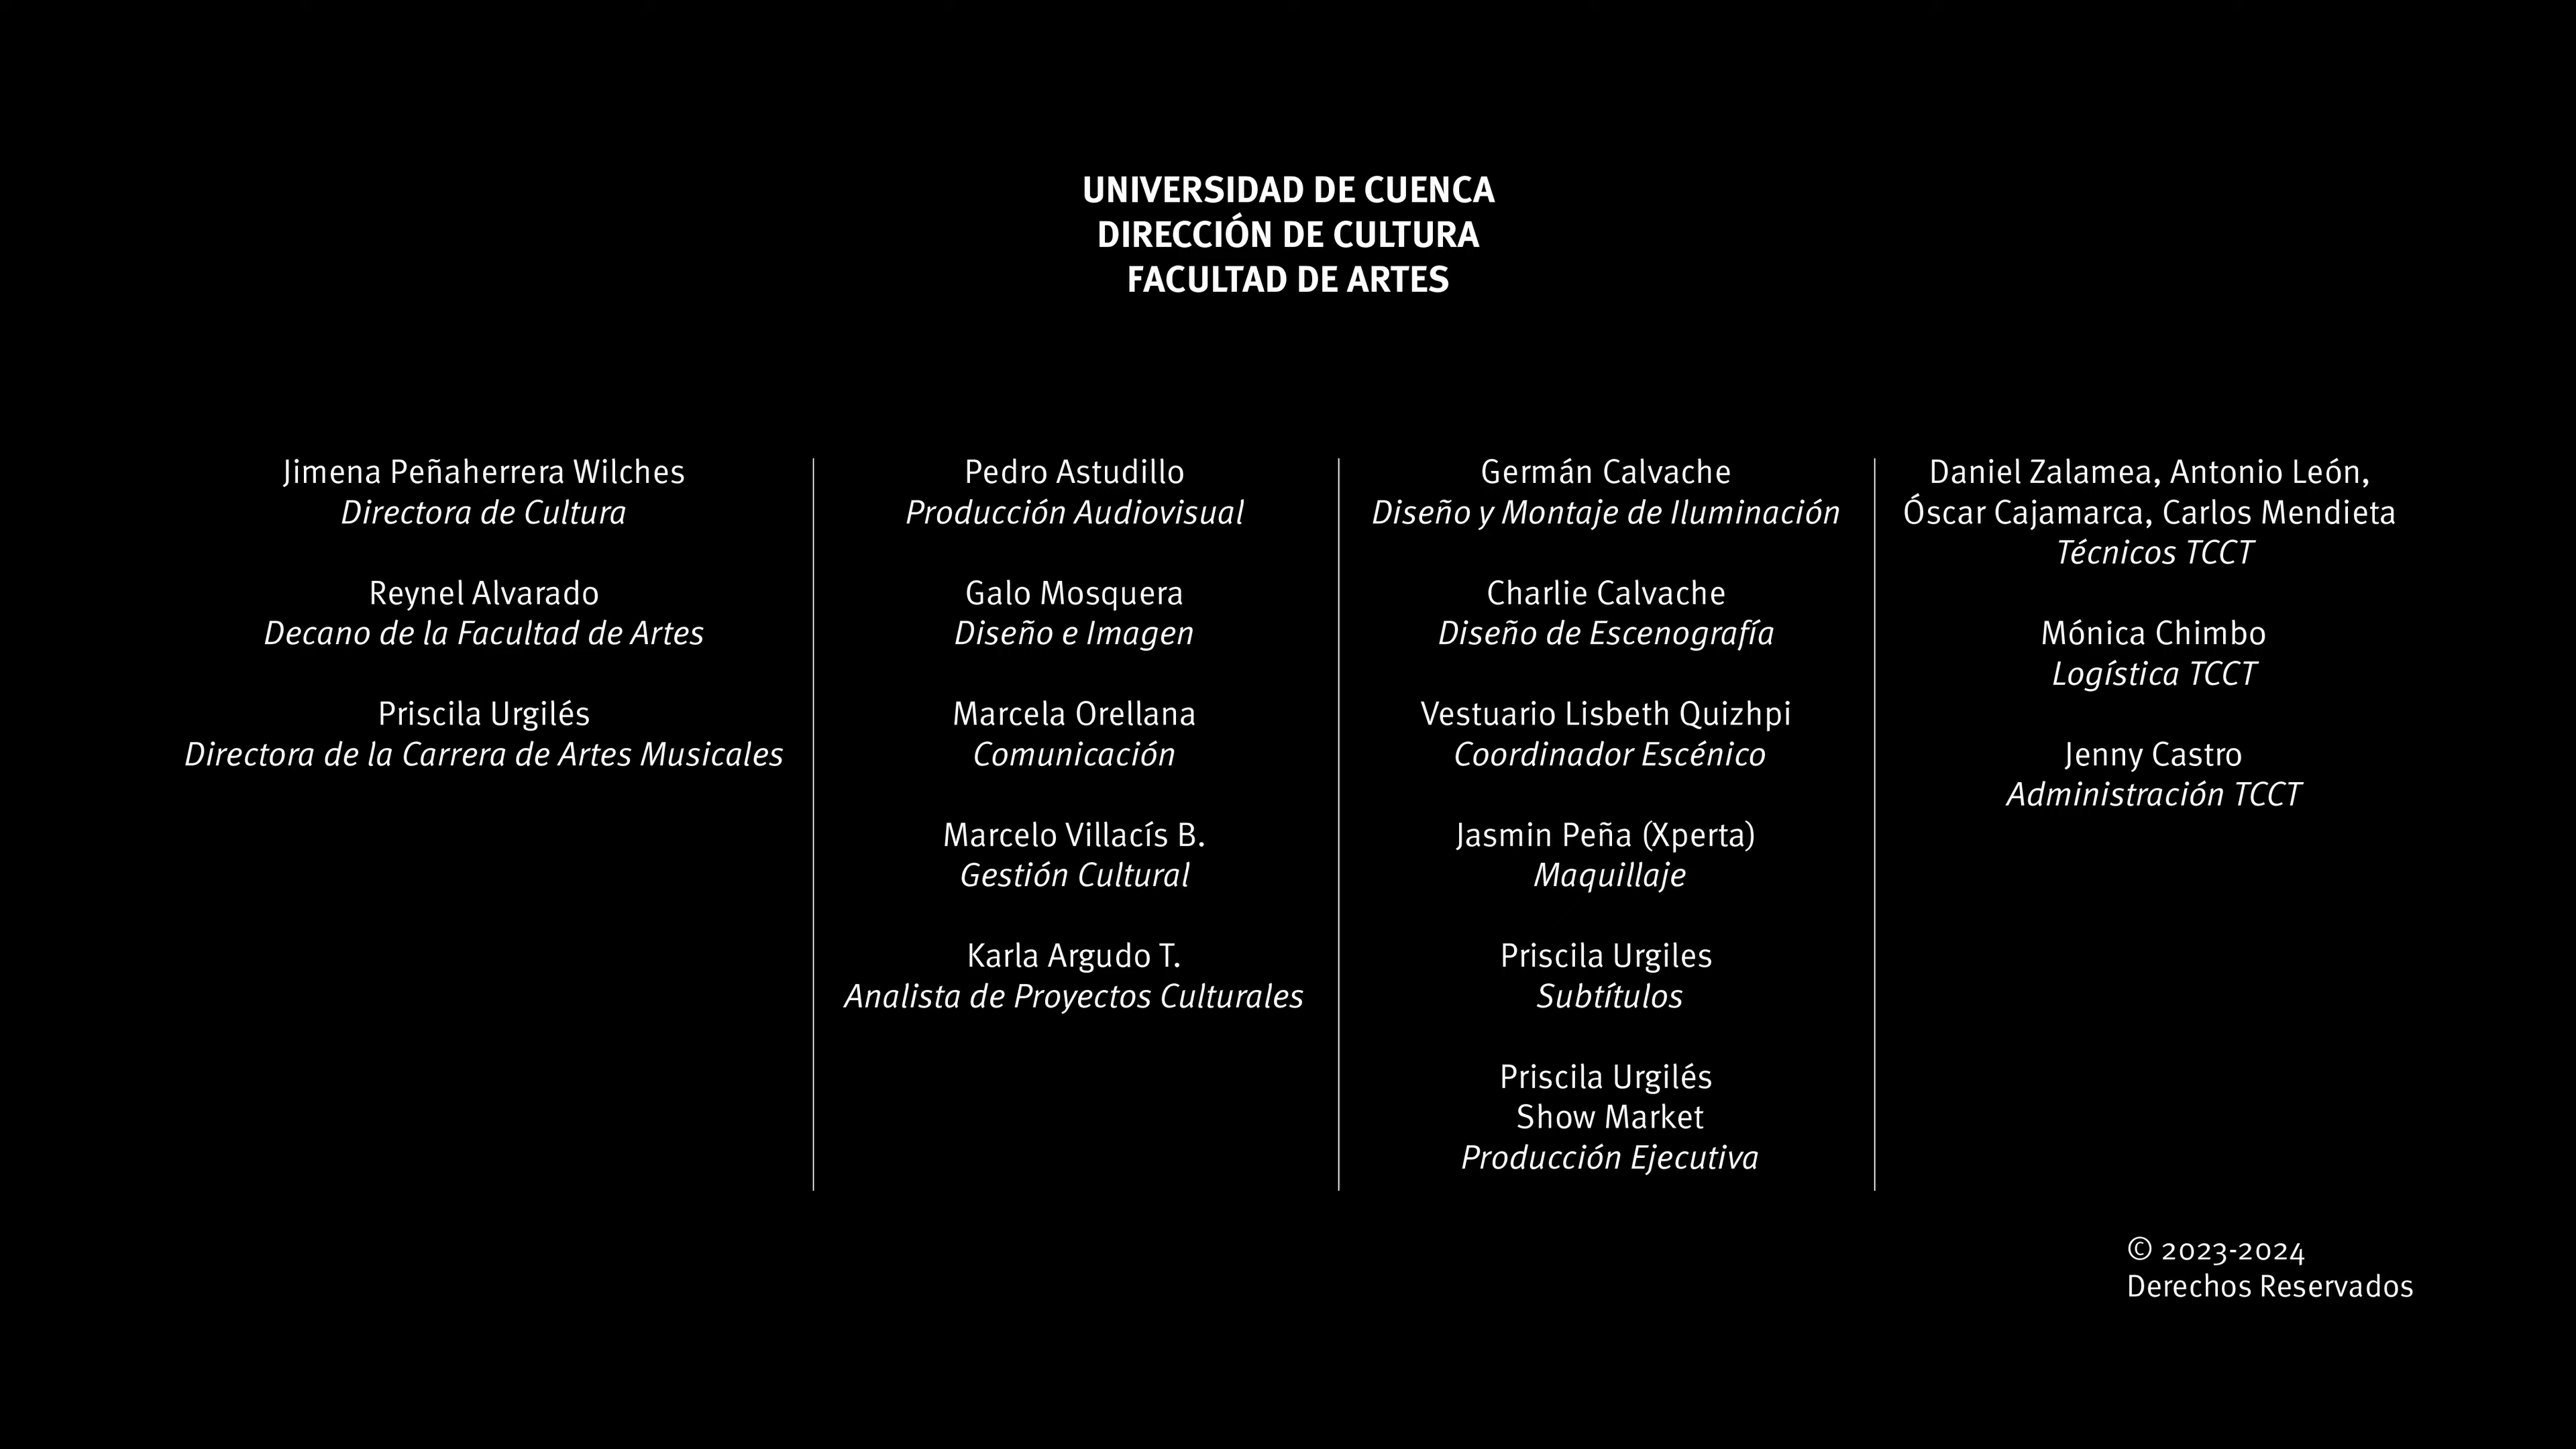 UNIVERSIDAD DE CUENCA
DIRECCIÓN DE CULTURA
FACULTAD DE ARTES
Jimena Peñaherrera Wilches
Directora de Cultura
Reynel Alvarado
Decano de la Facultad de Artes
Priscila Urgilés
Directora de la Carrera de Artes Musicales
Pedro Astudillo
Producción Audiovisual
Galo Mosquera
Diseño e Imagen
Marcela Orellana
Comunicación
Marcelo Villacís B.
Gestión Cultural
Karla Argudo T.
Analista de Proyectos Culturales
Germán Calvache
Diseño y Montaje de Iluminación
Charlie Calvache
Diseño de Escenografía
Vestuario Lisbeth Quizhpi
Coordinador Escénico
Jasmin Peña (Xperta)
Maquillaje
Priscila Urgiles
Subtítulos
Priscila Urgilés
Show Market
Producción Ejecutiva
Daniel Zalamea, Antonio León,
Óscar Cajamarca, Carlos Mendieta
Técnicos TCCT
Mónica Chimbo
Logística TCCT
Jenny Castro
Administración TCCT
© 2023-2024
Derechos Reservados